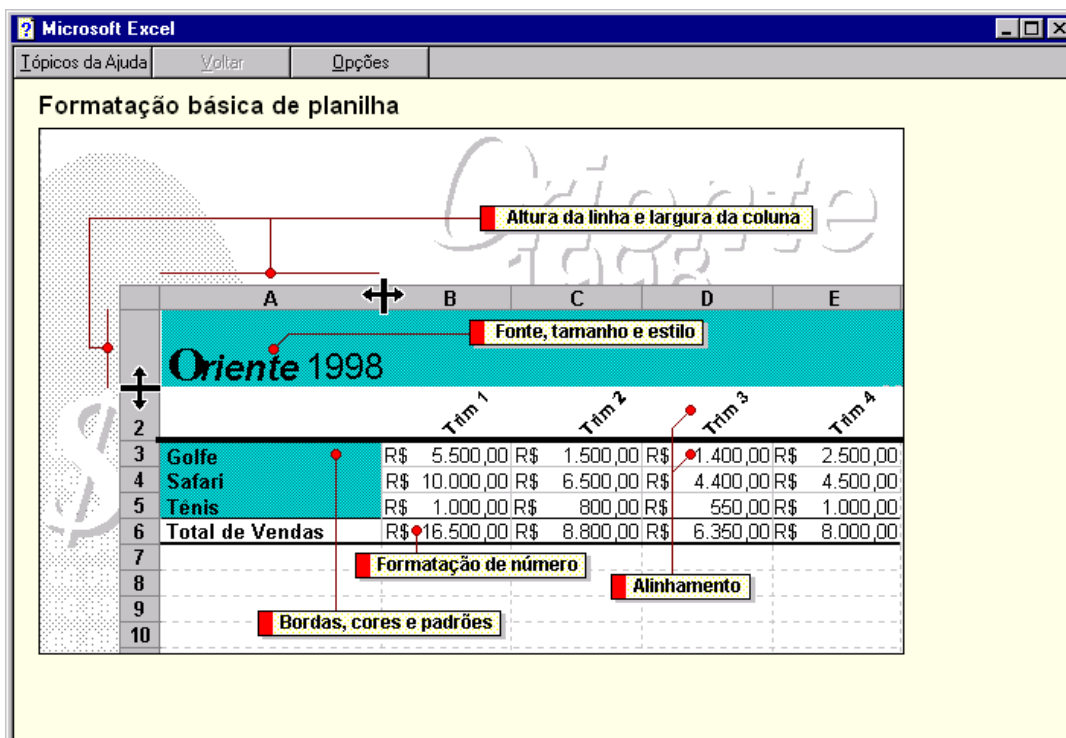 Microsoft Excel
Tópicos da Ajuda Voltar Opções
Formatação básica de planilha
Oriente
1998
Altura da linha e largura da coluna
A B C D E
Fonte, tamanho e estilo
Oriente 1998
$
2 Trim 1 Trim 2 Trim 3 Trim 4
3 Golfe R$ 5.500,00 R$ 1.500,00 R$ 1.400,00 R$ 2.500,00
4 Safari R$ 10.000,00 R$ 6.500,00 R$ 4.400,00 R$ 4.500,00
5 Tênis R$ 1.000,00 R$ 800,00 R$ 550,00 R$ 1.000,00
6 Total de Vendas R$ 16.500,00 R$ 8.800,00 R$ 6.350,00 R$ 8.000,00
7
Formatação de número
8
Alinhamento
9
Bordas, cores e padrões
10